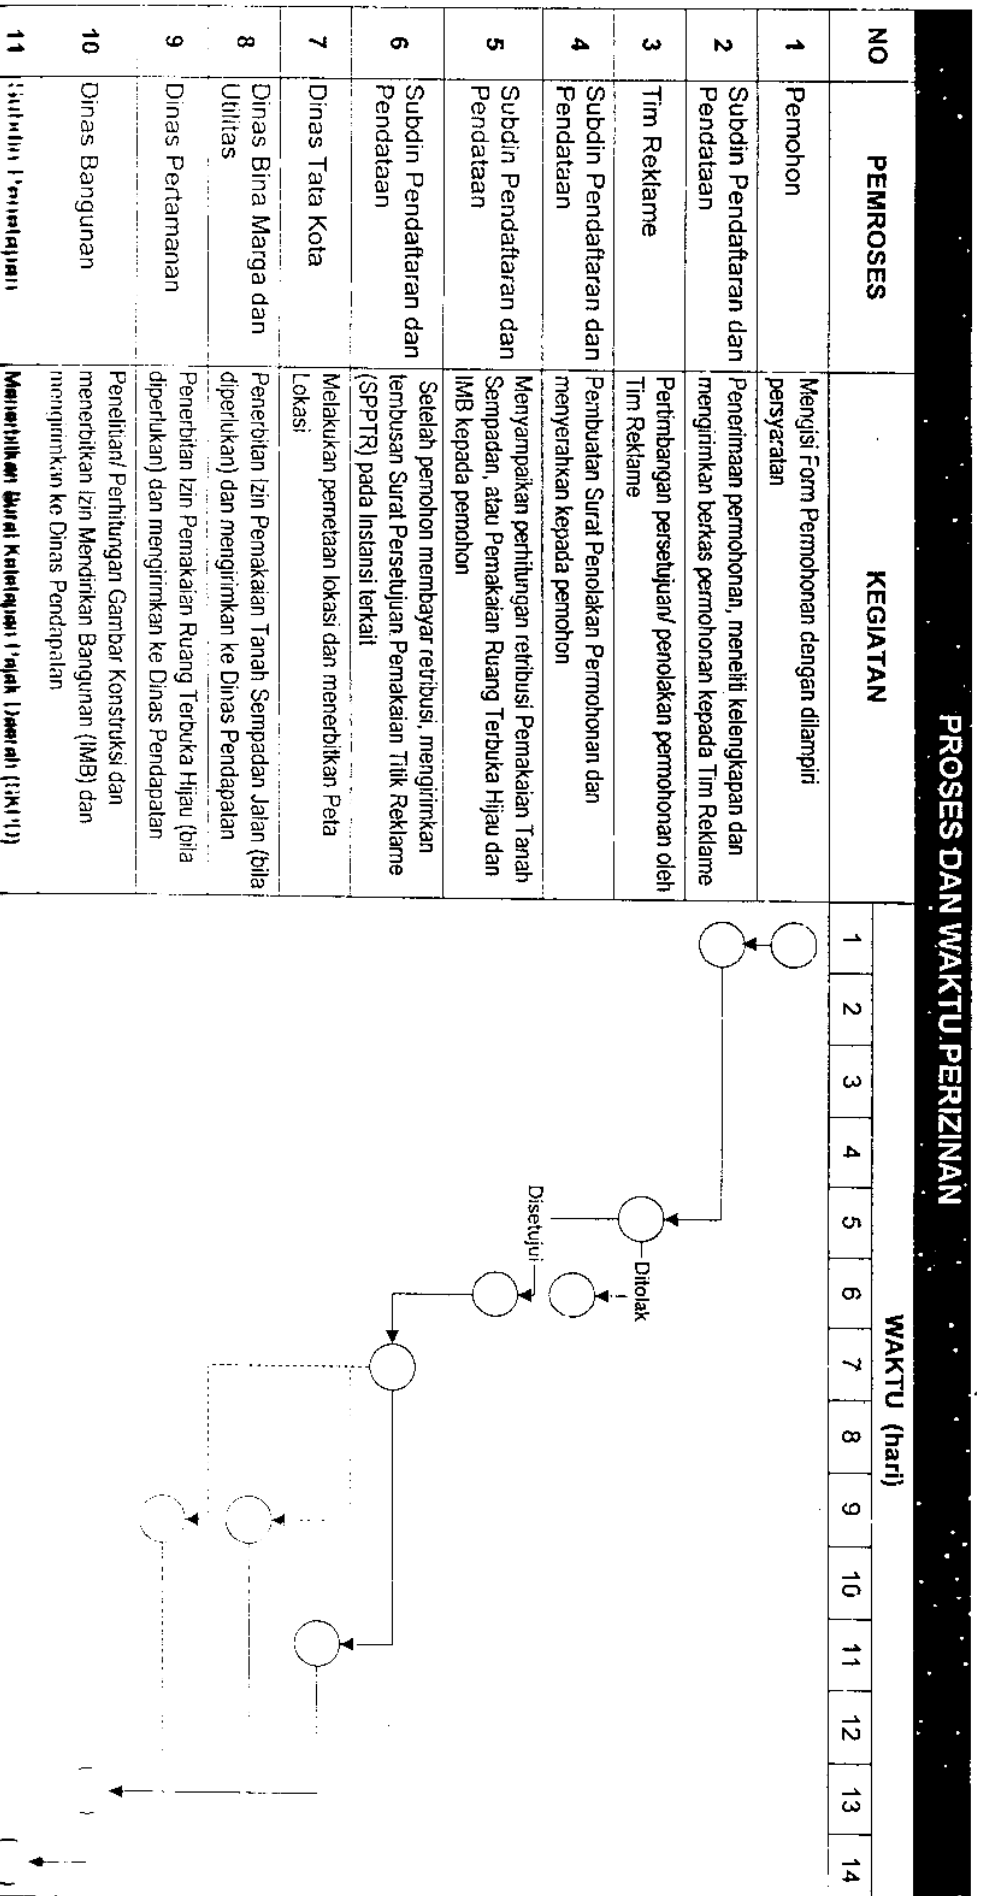 PROSES DAN WAKTU PERIZINAN
NO
PEMROSES
KEGIATAN
WAKTU (hari)
1 2 3 4 5 6 7 8 9 10 11 12 13 14
1
Pemohon
Mengisi Form Permohonan dengan dilampiri
persyaratan
2
Subdin Pendaftaran dan
Pendataan
Penerimaan permohonan, meneliti kelengkapan dan
mengirimkan berkas permohonan kepada Tim Reklame
3
Tim Reklame
Pertimbangan persetujuan/ penolakan permohonan oleh
Tim Reklame
4
Subdin Pendaftaran dan
Pendataan
Pembuatan Surat Penolakan Permohonan dan
menyerahkan kepada pemohon
5
Subdin Pendaftaran dan
Pendataan
Menyampaikan perhitungan retribusi Pemakaian Tanah
Sempadan, atau Pemakaian Ruang Terbuka Hijau dan
IMB kepada pemohon
6
Subdin Pendaftaran dan
Pendataan
Setelah pemohon membayar retribusi, mengirimkan
tembusan Surat Persetujuan Pemakaian Titik Reklame
(SPPTR) pada Instansi terkait
7
Dinas Tata Kota
Melakukan pemetaan lokasi dan menerbitkan Peta
Lokasi
8
Dinas Bina Marga dan
Utilitas
Penerbitan Izin Pemakaian Tanah Sempadan Jalan (bila
diperlukan) dan mengirimkan ke Dinas Pendapatan
9
Dinas Pertamanan
Penerbitan Izin Pemakaian Ruang Terbuka Hijau (bila
diperlukan) dan mengirimkan ke Dinas Pendapatan
10
Dinas Bangunan
Penelitian/ Perhitungan Gambar Konstruksi dan
menerbitkan Izin Mendirikan Bangunan (IMB) dan
mengirimkan ke Dinas Pendapatan
11
Subdin Penetapan
Menerbitkan Surat Ketetapan Pajak Daerah (SKPD)
Ditolak
Disetujui